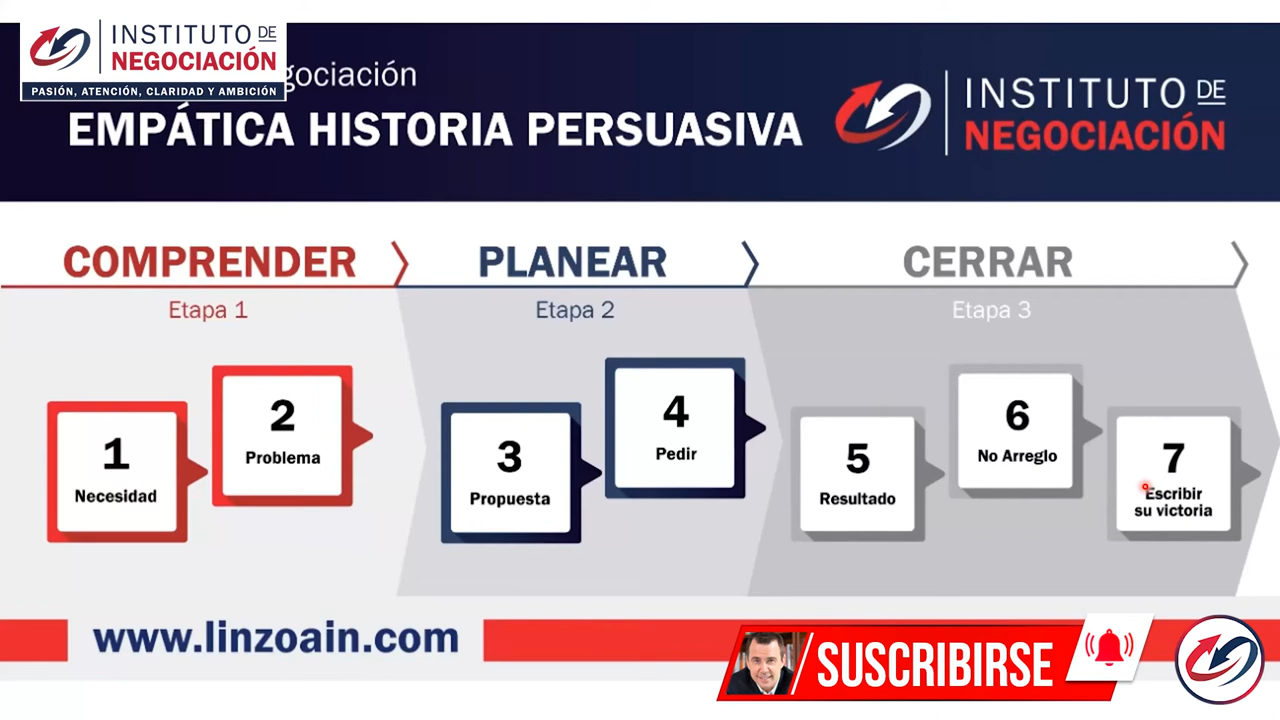 INSTITUTO DE
NEGOCIACIÓN
PASIÓN, ATENCIÓN, CLARIDAD Y AMBICIÓN
gociación
EMPÁTICA HISTORIA PERSUASIVA
INSTITUTO DE
NEGOCIACIÓN
COMPRENDER
Etapa 1
PLANEAR
Etapa 2
CERRAR
Etapa 3
1
Necesidad
2
Problema
3
Propuesta
4
Pedir
5
Resultado
6
No Arreglo
7
Escribir
su victoria
www.linzoain.com
SUSCRIBIRSE